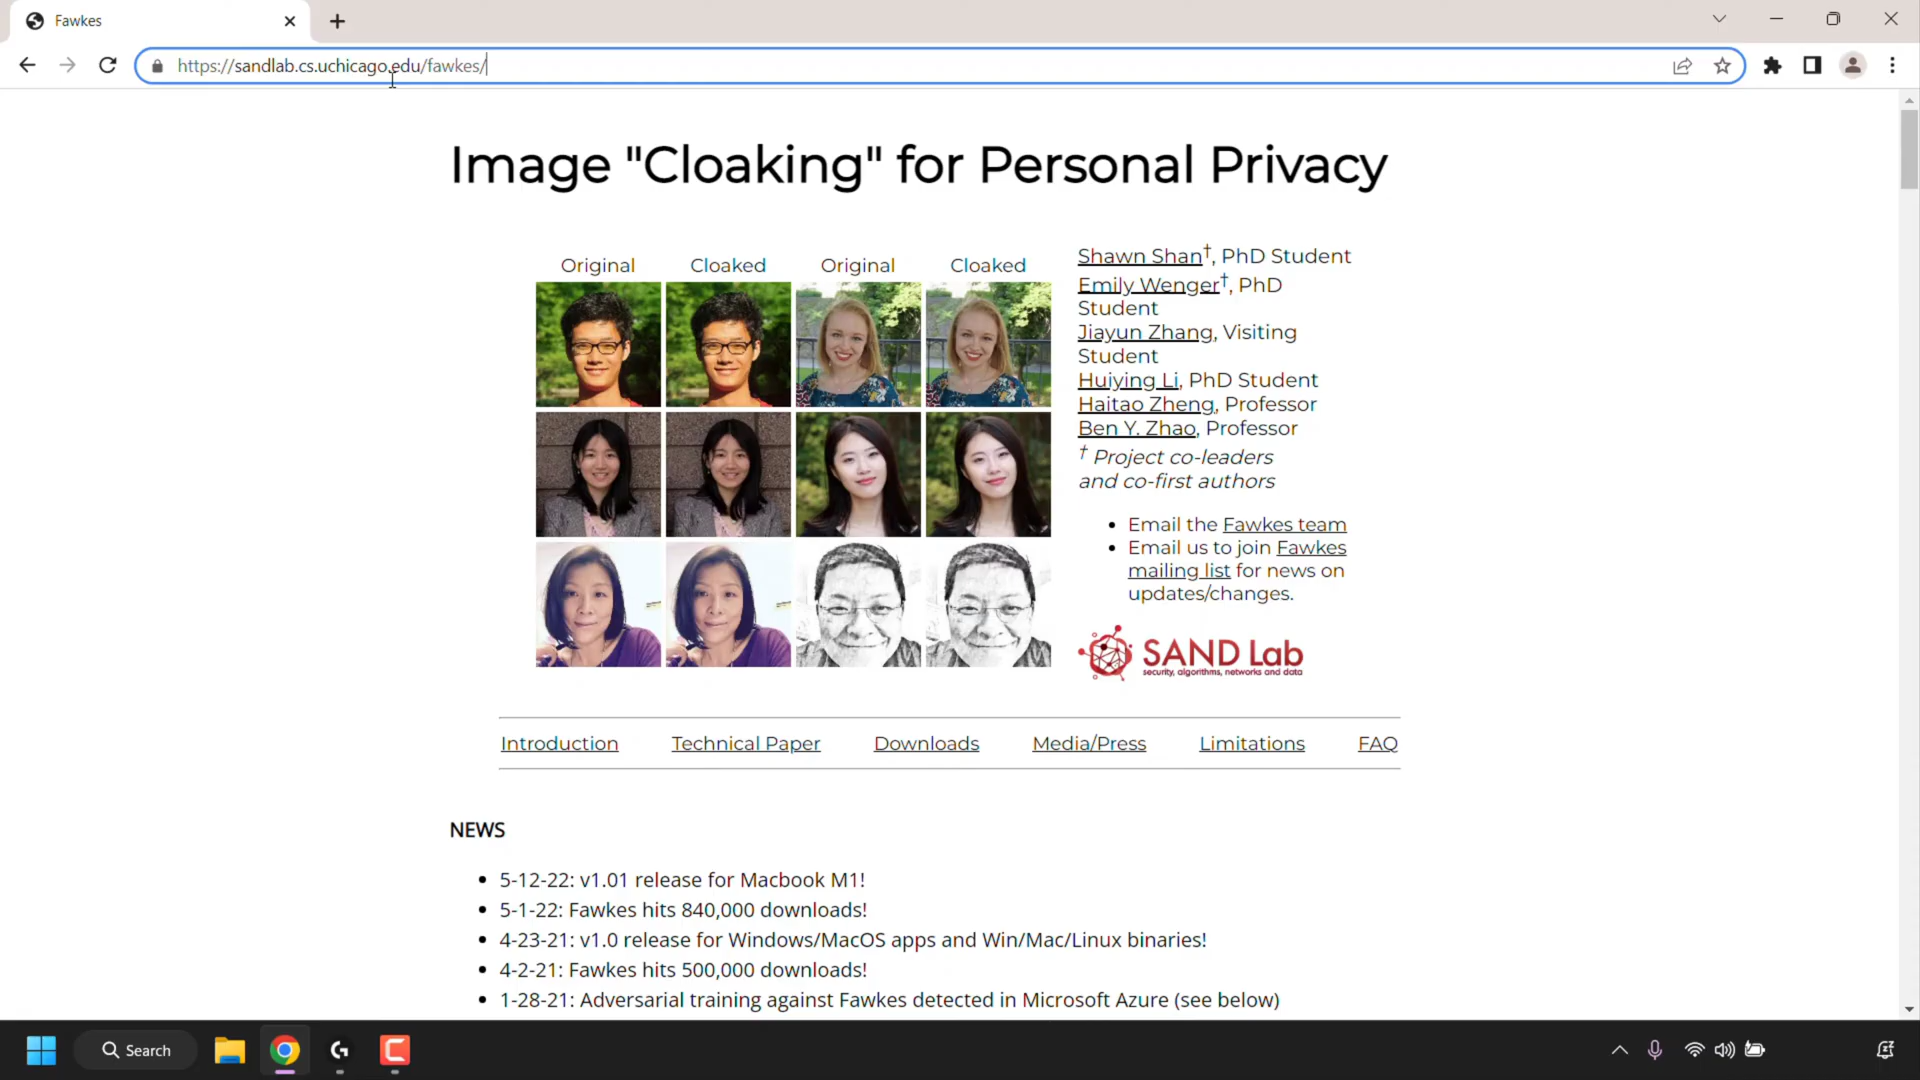 Fawkes
https://sandlab.cs.uchicago.edu/fawkes/
Image "Cloaking" for Personal Privacy
Original Cloaked Original Cloaked
Shawn Shan†, PhD Student
Emily Wenger†, PhD
Student
Jiayun Zhang, Visiting
Student
Huiying Li, PhD Student
Haitao Zheng, Professor
Ben Y. Zhao, Professor
† Project co-leaders
and co-first authors
• Email the Fawkes team
• Email us to join Fawkes
mailing list for news on
updates/changes.
SAND Lab
security, algorithms, networks and data
Introduction Technical Paper Downloads Media/Press Limitations FAQ
NEWS
• 5-12-22: v1.01 release for Macbook M1!
• 5-1-22: Fawkes hits 840,000 downloads!
• 4-23-21: v1.0 release for Windows/MacOS apps and Win/Mac/Linux binaries!
• 4-2-21: Fawkes hits 500,000 downloads!
• 1-28-21: Adversarial training against Fawkes detected in Microsoft Azure (see below)
Search